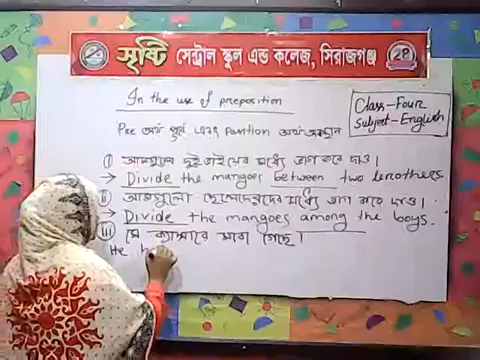 সৃষ্টি সেন্ট্রাল স্কুল এন্ড কলেজ, সিরাজগঞ্জ
In the use of preposition
Class-Four
Subject-English
Pre অর্থ পূর্বে এবং position অর্থ অবস্থান
(i) আমগুলো দুই ভাইয়ের মধ্যে ভাগ করে দাও।
→ Divide the mangoes between two brothers.
(ii) আমগুলো ছেলেদের মধ্যে ভাগ করে দাও।
→ Divide the mangoes among the boys.
(iii) সে ক্যান্সারে মারা গেছে।
He h